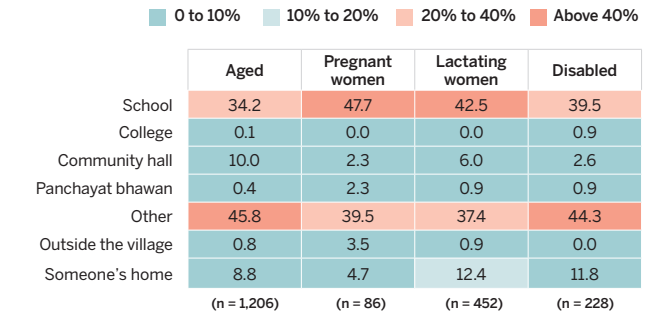 0 to 10% 10% to 20% 20% to 40% Above 40%
Aged Pregnant women Lactating women Disabled
School 34.2 47.7 42.5 39.5
College 0.1 0.0 0.0 0.9
Community hall 10.0 2.3 6.0 2.6
Panchayat bhawan 0.4 2.3 0.9 0.9
Other 45.8 39.5 37.4 44.3
Outside the village 0.8 3.5 0.9 0.0
Someone's home 8.8 4.7 12.4 11.8
(n = 1,206) (n = 86) (n = 452) (n = 228)